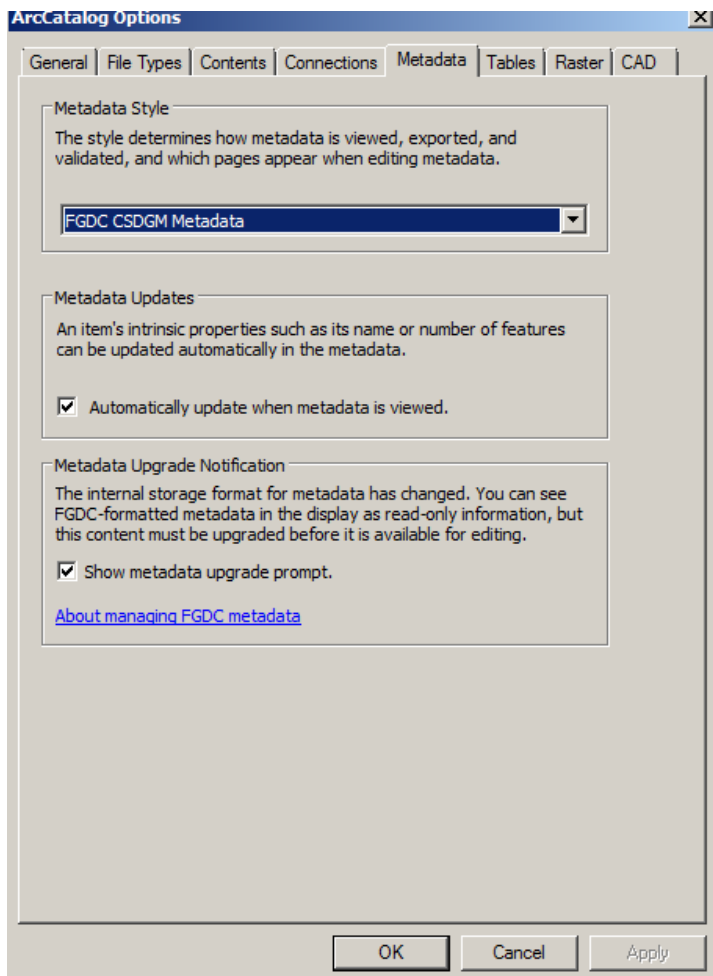 ArcCatalog Options
General File Types Contents Connections Metadata Tables Raster CAD
Metadata Style
The style determines how metadata is viewed, exported, and
validated, and which pages appear when editing metadata.
FGDC CSDGM Metadata
Metadata Updates
An item's intrinsic properties such as its name or number of features
can be updated automatically in the metadata.
Automatically update when metadata is viewed.
Metadata Upgrade Notification
The internal storage format for metadata has changed. You can see
FGDC-formatted metadata in the display as read-only information, but
this content must be upgraded before it is available for editing.
Show metadata upgrade prompt.
About managing FGDC metadata
OK Cancel Apply